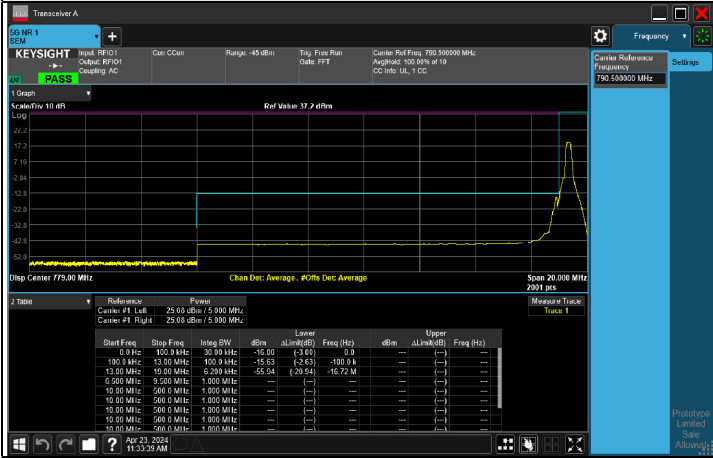 Transceiver A
5G NR 1
SEM
Frequency
KEYSIGHT
Input: RFIO1
Output: RFIO1
Coupling: AC
PASS
Corr CCorr
Range: -45 dBm
Trig: Free Run
Gate: FFT
Carrier Ref Freq: 790.500000 MHz
Avg|Hold: 100.00% of 10
CC Info: UL, 1 CC
Carrier Reference
Frequency
790.500000 MHz
Settings
1 Graph
Scale/Div 10 dB
Ref Value 37.2 dBm
Log
27.2
17.2
7.16
-2.84
-12.8
-22.8
-32.8
-42.8
-52.8
Disp Center 779.00 MHz
Chan Det: Average , #Offs Det: Average
Span 20.000 MHz
2001 pts
2 Table
Reference Power
Carrier #1. Left 25.08 dBm / 5.000 MHz
Carrier #1. Right 25.08 dBm / 5.000 MHz
Measure Trace
Trace 1
Lower Upper
Start Freq Stop Freq Integ BW dBm ΔLimit(dB) Freq (Hz) dBm ΔLimit(dB) Freq (Hz)
0.0 Hz 100.0 kHz 30.00 kHz -16.00 (-3.00) 0.0 --- (---) ---
100.0 kHz 13.00 MHz 100.0 kHz -15.63 (-2.63) -100.0 k --- (---) ---
13.00 MHz 19.00 MHz 6.200 kHz -55.94 (-20.94) -16.72 M --- (---) ---
6.500 MHz 9.500 MHz 1.000 MHz --- (---) --- --- (---) ---
10.00 MHz 500.0 MHz 1.000 MHz --- (---) --- --- (---) ---
10.00 MHz 500.0 MHz 1.000 MHz --- (---) --- --- (---) ---
10.00 MHz 500.0 MHz 1.000 MHz --- (---) --- --- (---) ---
10.00 MHz 500.0 MHz 1.000 MHz --- (---) --- --- (---) ---
10.00 MHz 500.0 MHz 1.000 MHz --- (---) --- --- (---) ---
Prototype
Limited
Sale
Allowed
Apr 23, 2024
11:33:39 AM